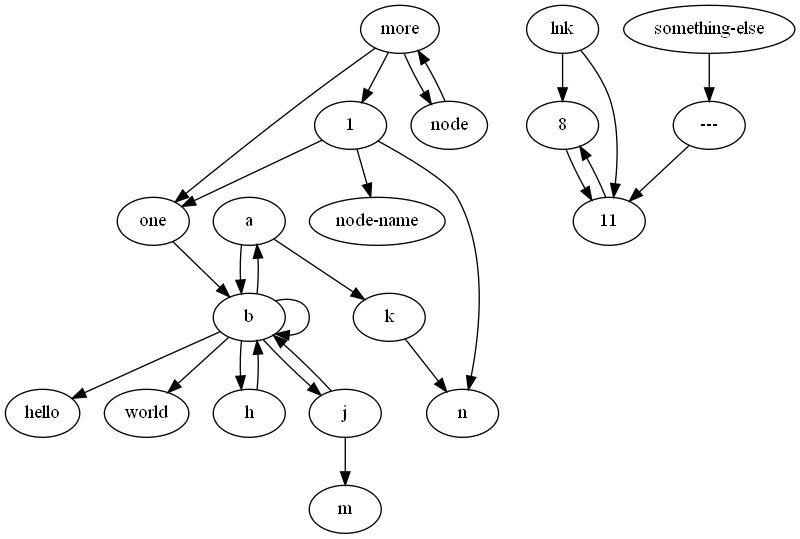 more
lnk
something-else
1
node
8
---
one
a
node-name
11
b
k
hello
world
h
j
n
m